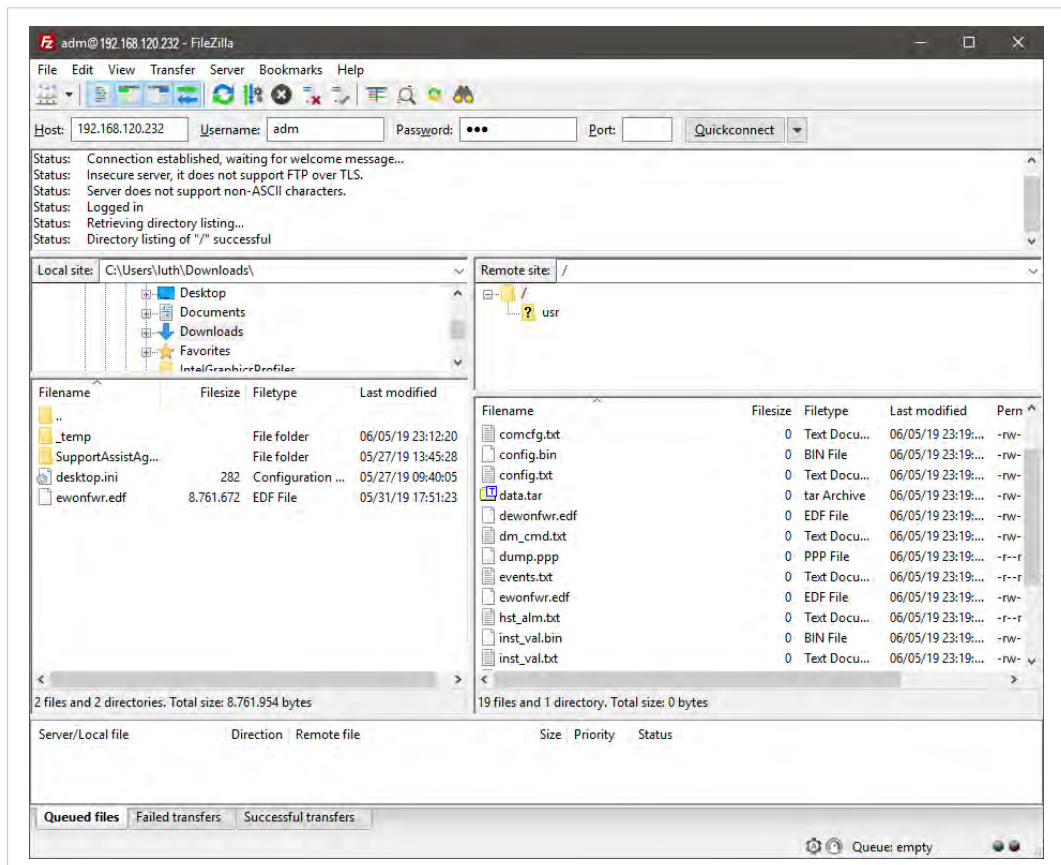 adm@192.168.120.232 - FileZilla
File Edit View Transfer Server Bookmarks Help
Host: 192.168.120.232 Username: adm Password: ●●● Port: Quickconnect
Status: Connection established, waiting for welcome message...
Status: Insecure server, it does not support FTP over TLS.
Status: Server does not support non-ASCII characters.
Status: Logged in
Status: Retrieving directory listing...
Status: Directory listing of "/" successful
Local site: C:\Users\luth\Downloads\
Desktop
Documents
Downloads
Favorites
IntelGraphicsProfiles
Filename Filesize Filetype Last modified
..
_temp File folder 06/05/19 23:12:20
SupportAssistAg... File folder 05/27/19 13:45:28
desktop.ini 282 Configuration ... 05/27/19 09:40:05
ewonfwr.edf 8.761.672 EDF File 05/31/19 17:51:23
2 files and 2 directories. Total size: 8.761.954 bytes
Remote site: /
/
? usr
Filename Filesize Filetype Last modified Perm
comcfg.txt 0 Text Docu... 06/05/19 23:19:... -rw-
config.bin 0 BIN File 06/05/19 23:19:... -rw-
config.txt 0 Text Docu... 06/05/19 23:19:... -rw-
data.tar 0 tar Archive 06/05/19 23:19:... -rw-
dewonfwr.edf 0 EDF File 06/05/19 23:19:... -rw-
dm_cmd.txt 0 Text Docu... 06/05/19 23:19:... -rw-
dump.ppp 0 PPP File 06/05/19 23:19:... -r--r
events.txt 0 Text Docu... 06/05/19 23:19:... -r--r
ewonfwr.edf 0 EDF File 06/05/19 23:19:... -rw-
hst_alm.txt 0 Text Docu... 06/05/19 23:19:... -r--r
inst_val.bin 0 BIN File 06/05/19 23:19:... -rw-
inst_val.txt 0 Text Docu... 06/05/19 23:19:... -rw-
19 files and 1 directory. Total size: 0 bytes
Server/Local file Direction Remote file Size Priority Status
Queued files Failed transfers Successful transfers
Queue: empty